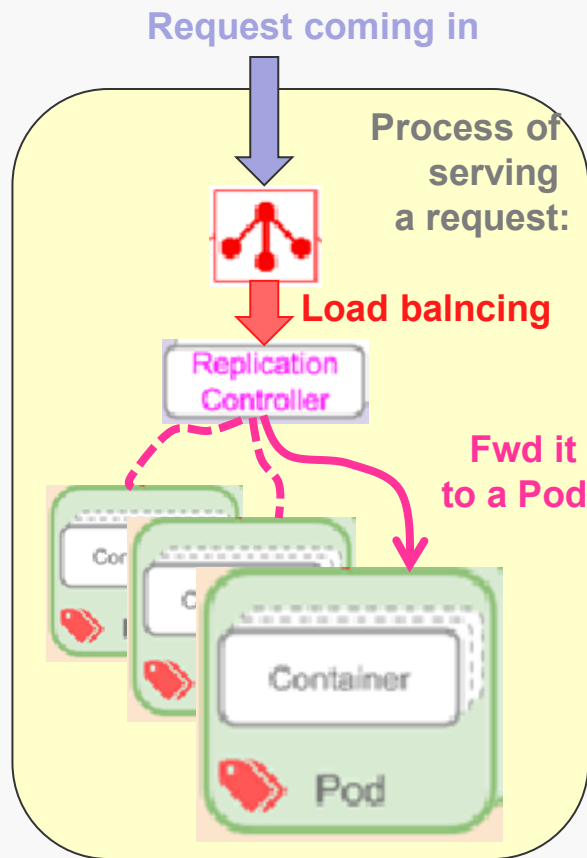 Request coming in
Process of
serving
a request:
Load balncing
Replication
Controller
Fwd it
to a Pod
Container
Pod